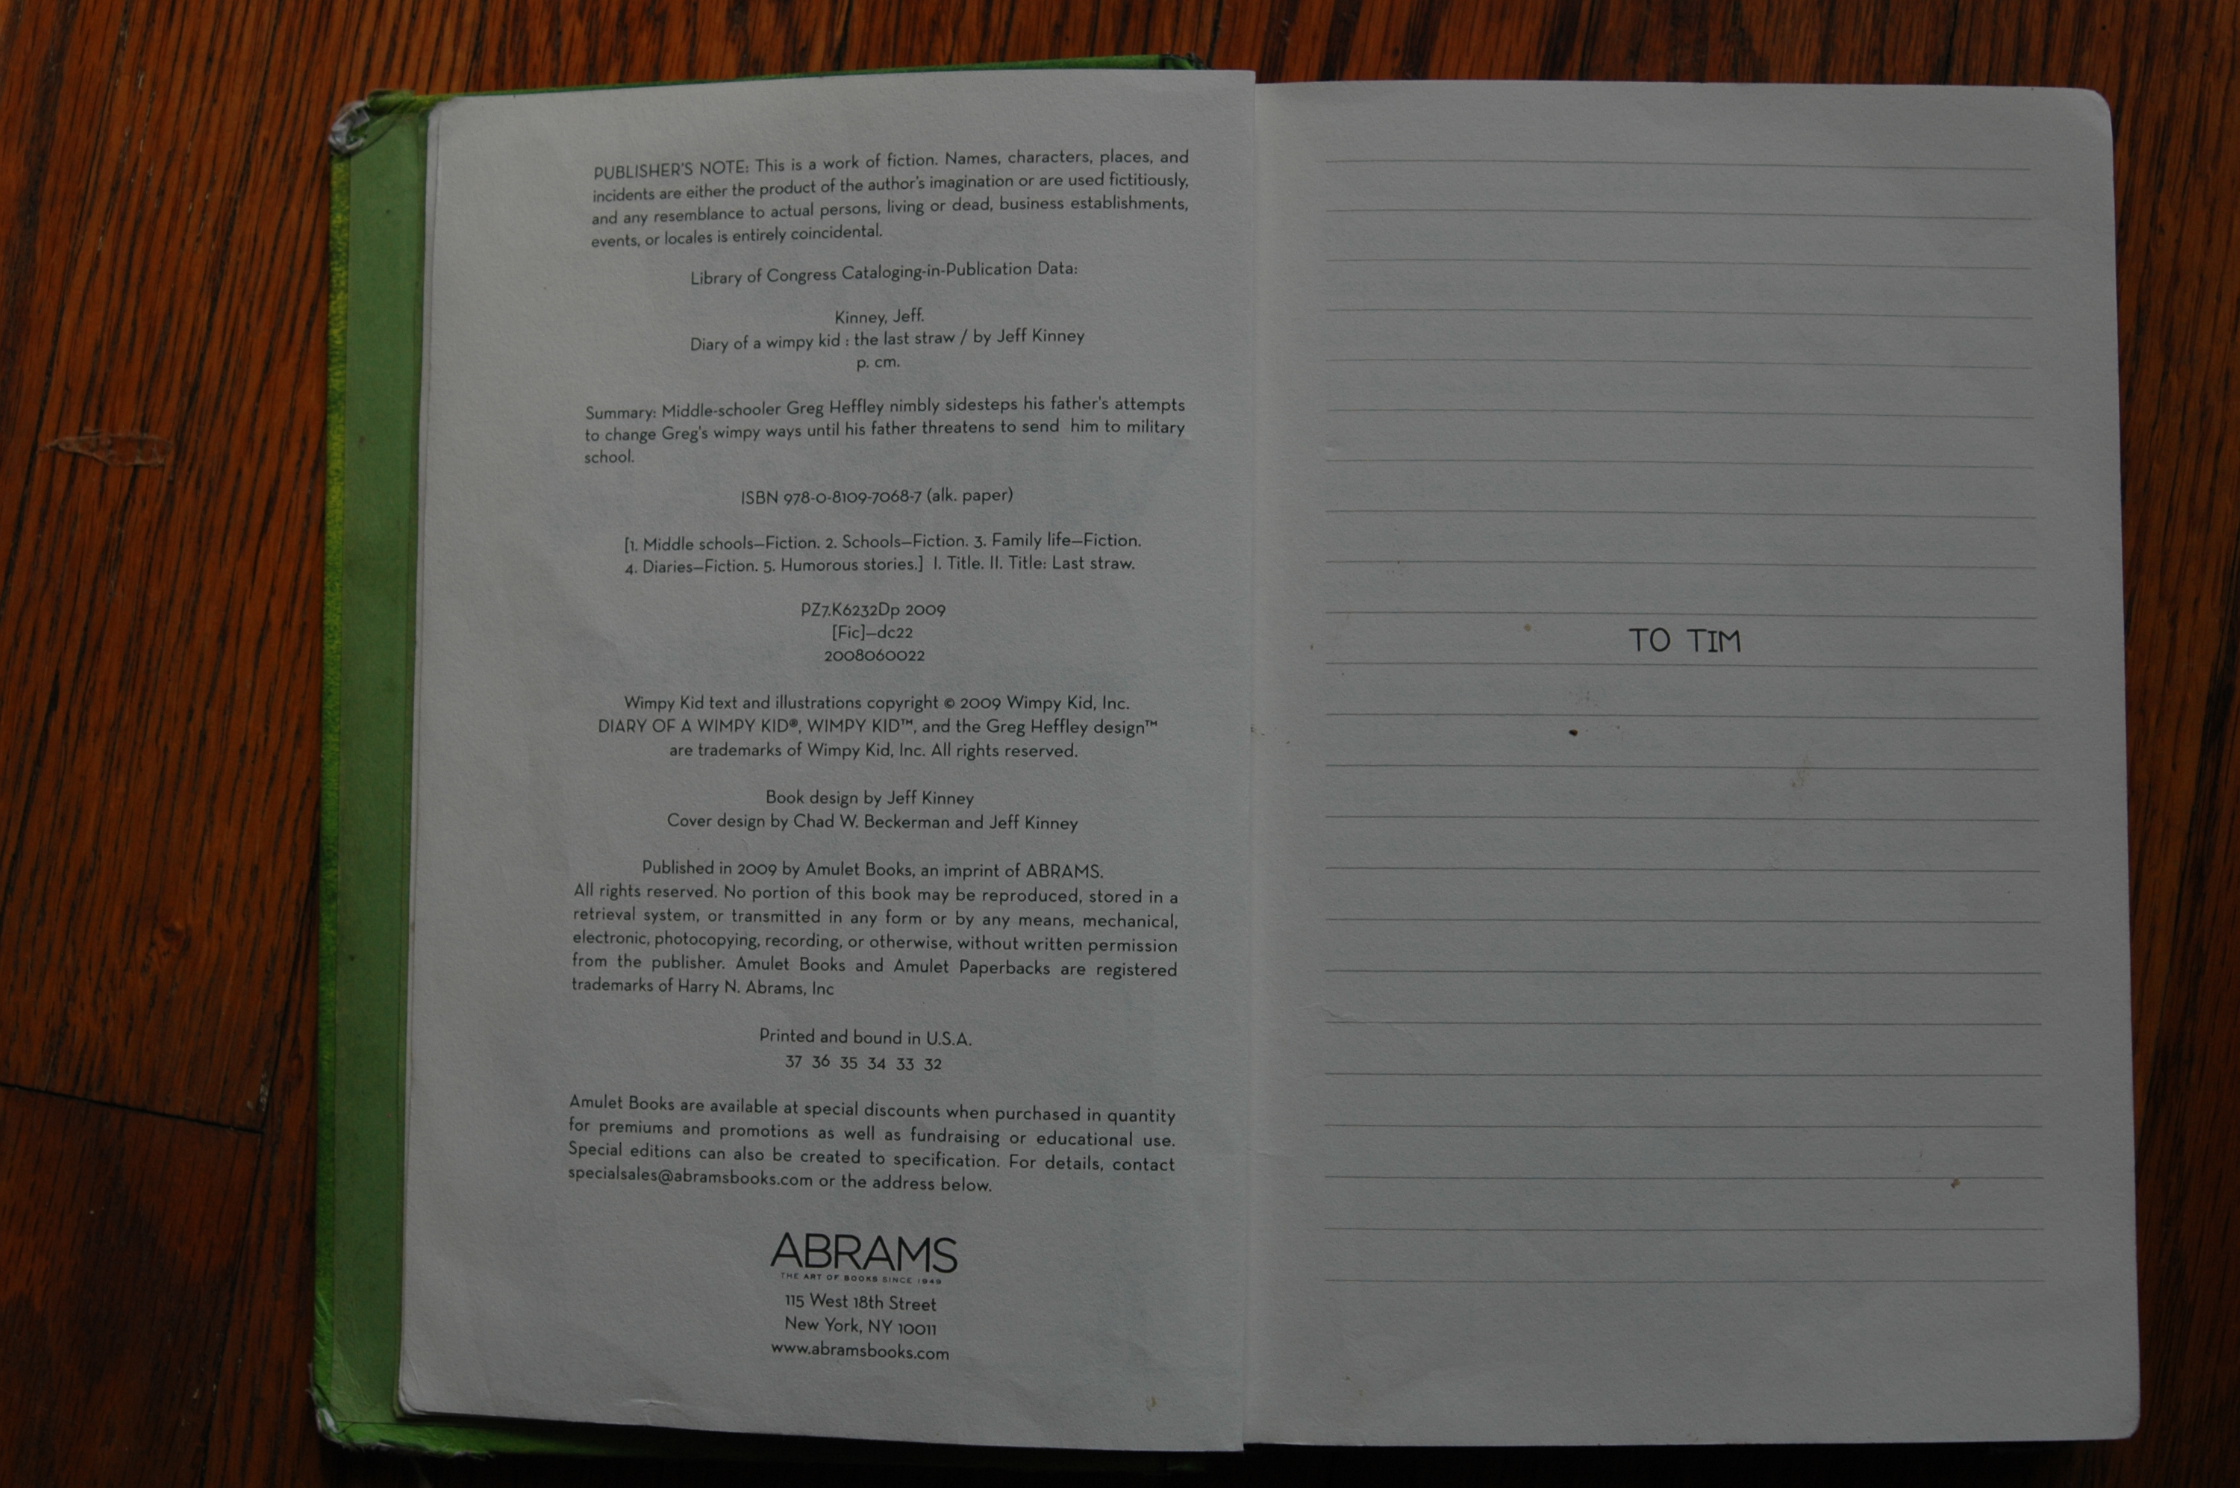 PUBLISHER'S NOTE: This is a work of fiction. Names, characters, places, and
incidents are either the product of the author's imagination or are used fictitiously,
and any resemblance to actual persons, living or dead, business establishments,
events, or locales is entirely coincidental.
Library of Congress Cataloging-in-Publication Data:
Kinney, Jeff.
Diary of a wimpy kid : the last straw / by Jeff Kinney
p. cm.
Summary: Middle-schooler Greg Heffley nimbly sidesteps his father's attempts
to change Greg's wimpy ways until his father threatens to send him to military
school.
ISBN 978-0-8109-7068-7 (alk. paper)
[1. Middle schools—Fiction. 2. Schools—Fiction. 3. Family life—Fiction.
4. Diaries—Fiction. 5. Humorous stories.] I. Title. II. Title: Last straw.
PZ7.K6232Dp 2009
[Fic]—dc22
2008060022
Wimpy Kid text and illustrations copyright © 2009 Wimpy Kid, Inc.
DIARY OF A WIMPY KID®, WIMPY KID™, and the Greg Heffley design™
are trademarks of Wimpy Kid, Inc. All rights reserved.
Book design by Jeff Kinney
Cover design by Chad W. Beckerman and Jeff Kinney
Published in 2009 by Amulet Books, an imprint of ABRAMS.
All rights reserved. No portion of this book may be reproduced, stored in a
retrieval system, or transmitted in any form or by any means, mechanical,
electronic, photocopying, recording, or otherwise, without written permission
from the publisher. Amulet Books and Amulet Paperbacks are registered
trademarks of Harry N. Abrams, Inc
Printed and bound in U.S.A.
37 36 35 34 33 32
Amulet Books are available at special discounts when purchased in quantity
for premiums and promotions as well as fundraising or educational use.
Special editions can also be created to specification. For details, contact
specialsales@abramsbooks.com or the address below.
ABRAMS
THE ART OF BOOKS SINCE 1949
115 West 18th Street
New York, NY 10011
www.abramsbooks.com
TO TIM